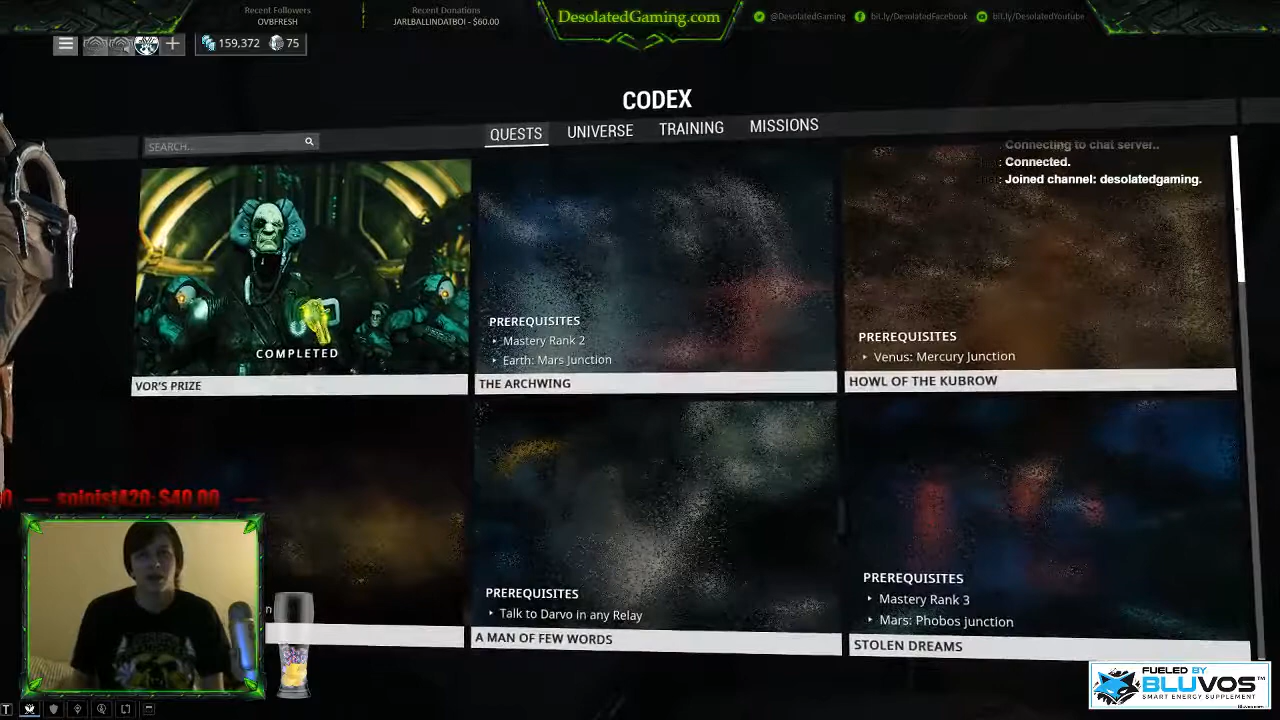 Recent Followers
OVBFRESH
Recent Donations
JARLBALLINDATBOI - $60.00
DesolatedGaming.com
@DesolatedGaming
bit.ly/DesolatedFacebook
bit.ly/DesolatedYoutube
159,372
75
CODEX
SEARCH...
QUESTS
UNIVERSE
TRAINING
MISSIONS
Connecting to chat server..
: Connected.
: Joined channel: desolatedgaming.
COMPLETED
VOR'S PRIZE
PREREQUISITES
Mastery Rank 2
Earth: Mars Junction
THE ARCHWING
PREREQUISITES
Venus: Mercury Junction
HOWL OF THE KUBROW
spinist420: $40.00
PREREQUISITES
Talk to Darvo in any Relay
A MAN OF FEW WORDS
PREREQUISITES
Mastery Rank 3
Mars: Phobos junction
STOLEN DREAMS
FUELED BY
BLUVOS
SMART ENERGY SUPPLEMENT